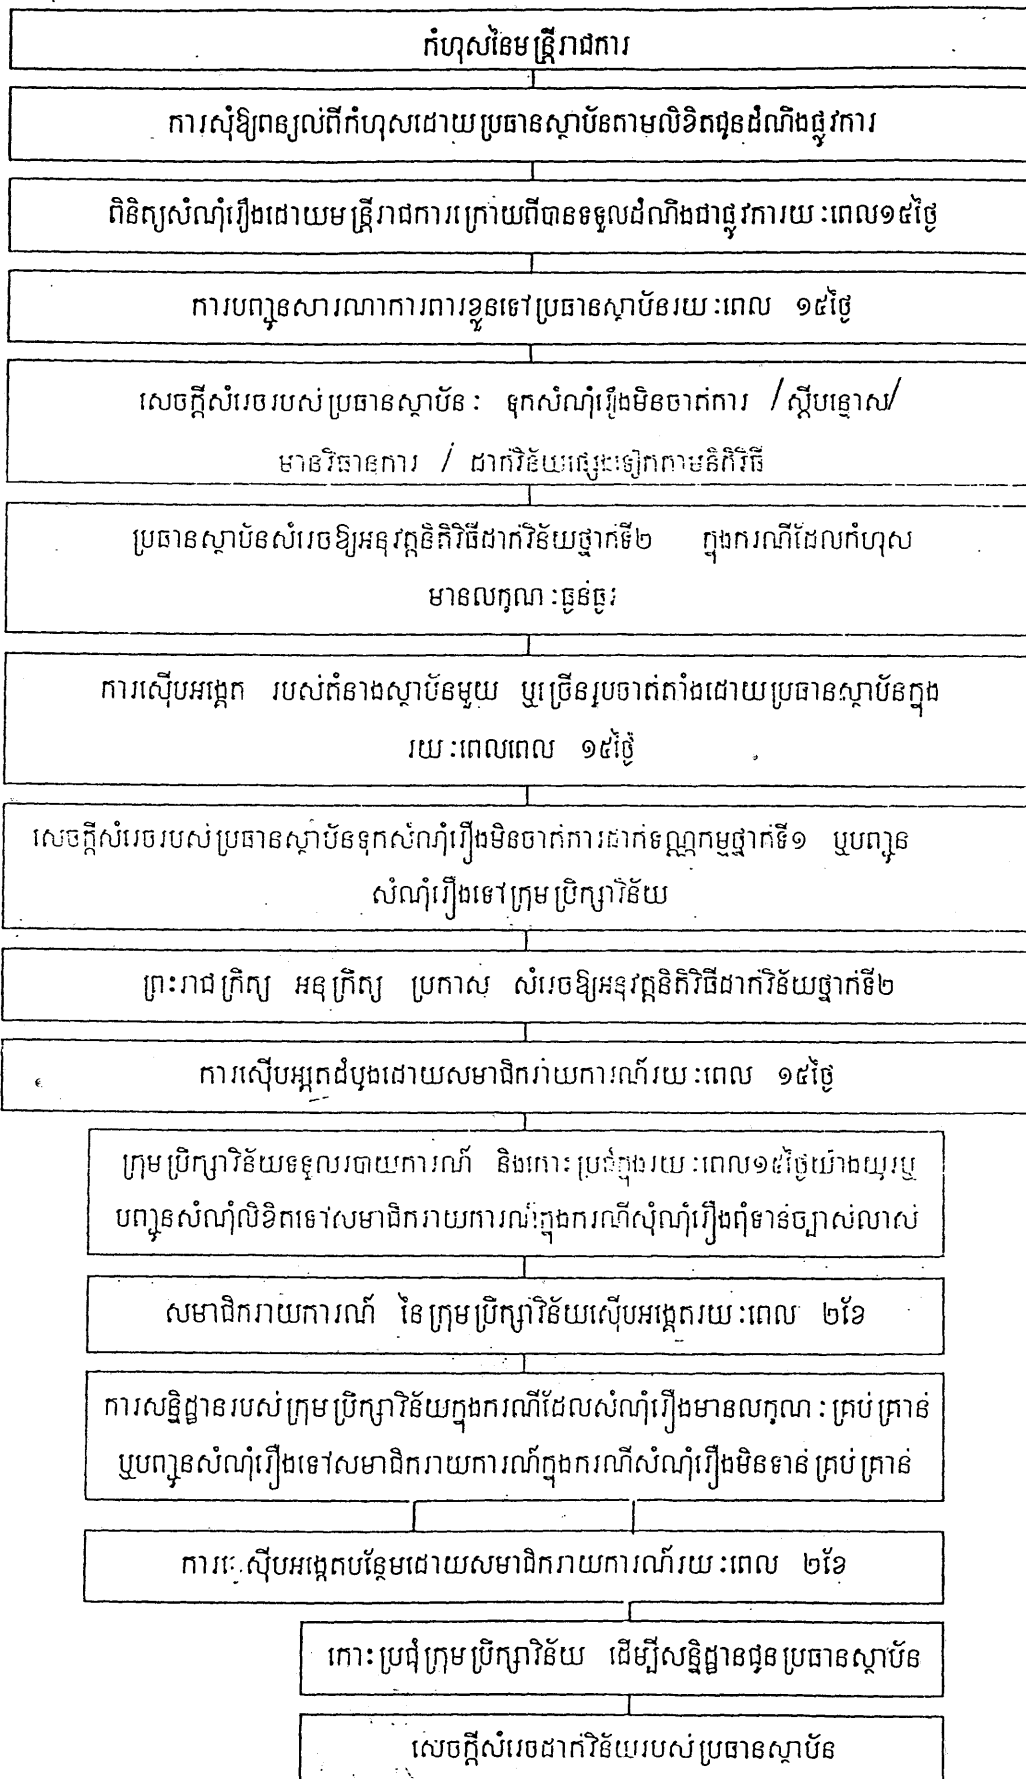 កំហុសនៃមន្ត្រីរាជការ
ការសុំឱ្យពន្យល់ពីកំហុសដោយប្រធានស្ថាប័នតាមលិខិតជូនដំណឹងផ្លូវការ
ពិនិត្យសំណុំរឿងដោយមន្ត្រីរាជការក្រោយពីបានទទួលដំណឹងជាផ្លូវការរយៈពេល១៥ថ្ងៃ
ការបញ្ជូនសារណាការពារខ្លួនទៅប្រធានស្ថាប័នរយៈពេល ១៥ថ្ងៃ
សេចក្តីសំរេចរបស់ប្រធានស្ថាប័ន: ទុកសំណុំរឿងមិនចាត់ការ /ស្តីបន្ទោស/
មានវិធានការ / ដាក់វិន័យផ្សេងទៀតតាមនិតិវិធី
ប្រធានស្ថាប័នសំរេចឱ្យអនុវត្តនិតិវិធីដាក់វិន័យថ្នាក់ទី២ ក្នុងករណីដែលកំហុស
មានលក្ខណៈធ្ងន់ធ្ងរ
ការស៊ើបអង្កេត របស់តំនាងស្ថាប័នមួយ ឬច្រើនរូបចាត់តាំងដោយប្រធានស្ថាប័នក្នុង
រយៈពេលពេល ១៥ថ្ងៃ
សេចក្តីសំរេចរបស់ប្រធានស្ថាប័នទុកសំណុំរឿងមិនចាត់ការដាក់ទណ្ឌកម្មថ្នាក់ទី១ ឬបញ្ជូន
សំណុំរឿងទៅក្រុមប្រឹក្សាវិន័យ
ព្រះរាជក្រឹត្យ អនុក្រឹត្យ ប្រកាស សំរេចឱ្យអនុវត្តនិតិវិធីដាក់វិន័យថ្នាក់ទី២
ការស៊ើបអង្កេតដំបូងដោយសមាជិករាយការណ៍រយៈពេល ១៥ថ្ងៃ
ក្រុមប្រឹក្សាវិន័យទទួលរបាយការណ៍ និងកោះប្រជុំក្នុងរយៈពេល១៥ថ្ងៃយ៉ាងយូរឬ
បញ្ជូនសំណុំលិខិតទៅសមាជិករាយការណ៍ក្នុងករណីសុំណុំរឿងពុំទាន់ច្បាស់លាស់
សមាជិករាយការណ៍ នៃក្រុមប្រឹក្សាវិន័យស៊ើបអង្កេតរយៈពេល ២ខែ
ការសន្និដ្ឋានរបស់ក្រុមប្រឹក្សាវិន័យក្នុងករណីដែលសំណុំរឿងមានលក្ខណៈគ្រប់គ្រាន់
ឬបញ្ជូនសំណុំរឿងទៅសមាជិករាយការណ៍ក្នុងករណីសំណុំរឿងមិនទាន់គ្រប់គ្រាន់
ការស៊ើបអង្កេតបន្ថែមដោយសមាជិករាយការណ៍រយៈពេល ២ខែ
កោះប្រជុំក្រុមប្រឹក្សាវិន័យ ដើម្បីសន្និដ្ឋានជូនប្រធានស្ថាប័ន
សេចក្តីសំរេចដាក់វិន័យរបស់ប្រធានស្ថាប័ន